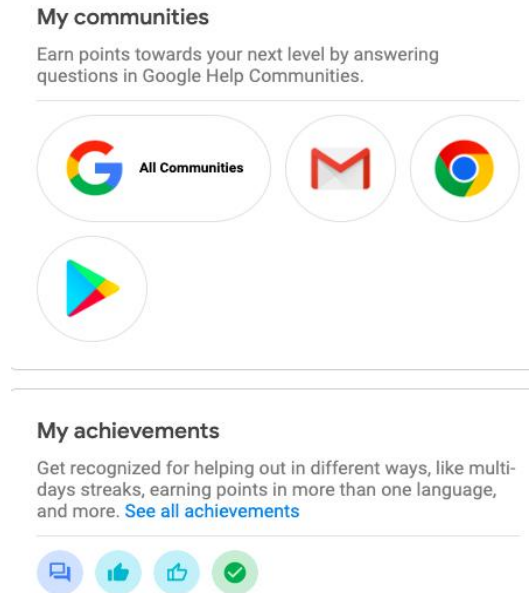 My communities
Earn points towards your next level by answering
questions in Google Help Communities.
All Communities
My achievements
Get recognized for helping out in different ways, like multi-
days streaks, earning points in more than one language,
and more. See all achievements